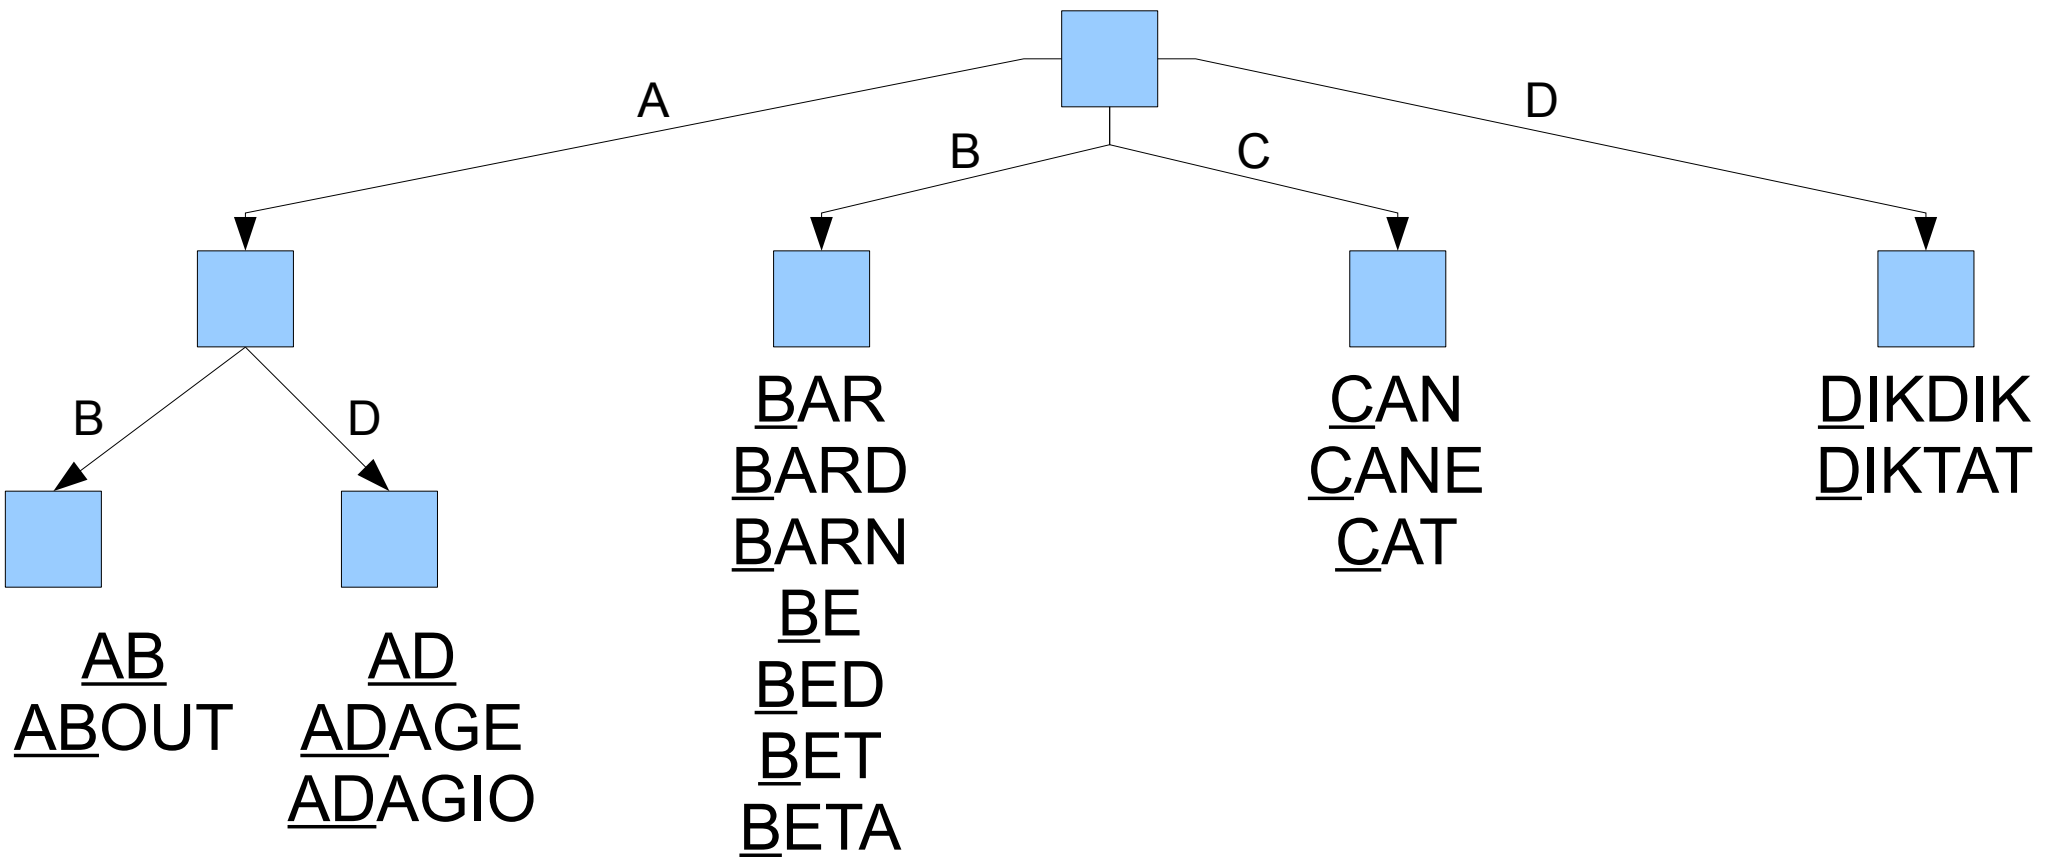 A
D
B
C
B
D
BAR
BARD
BARN
BE
BED
BET
BETA
CAN
CANE
CAT
DIKDIK
DIKTAT
AB
ABOUT
AD
ADAGE
ADAGIO